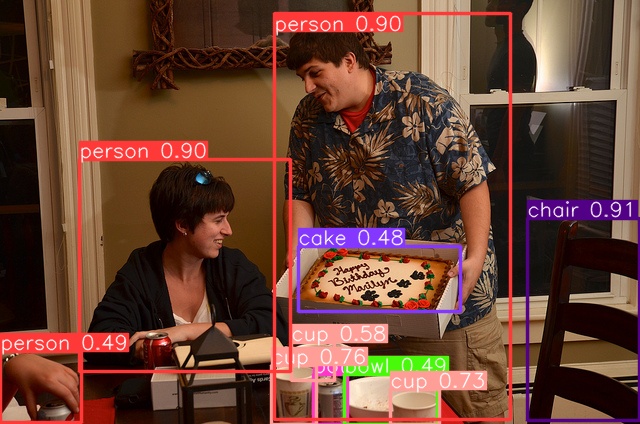 person 0.90
person 0.90
chair 0.91
cake 0.48
Happy
Birthday
Marilyn
person 0.49
cup 0.58
cup 0.76
bowl 0.49
cup 0.73